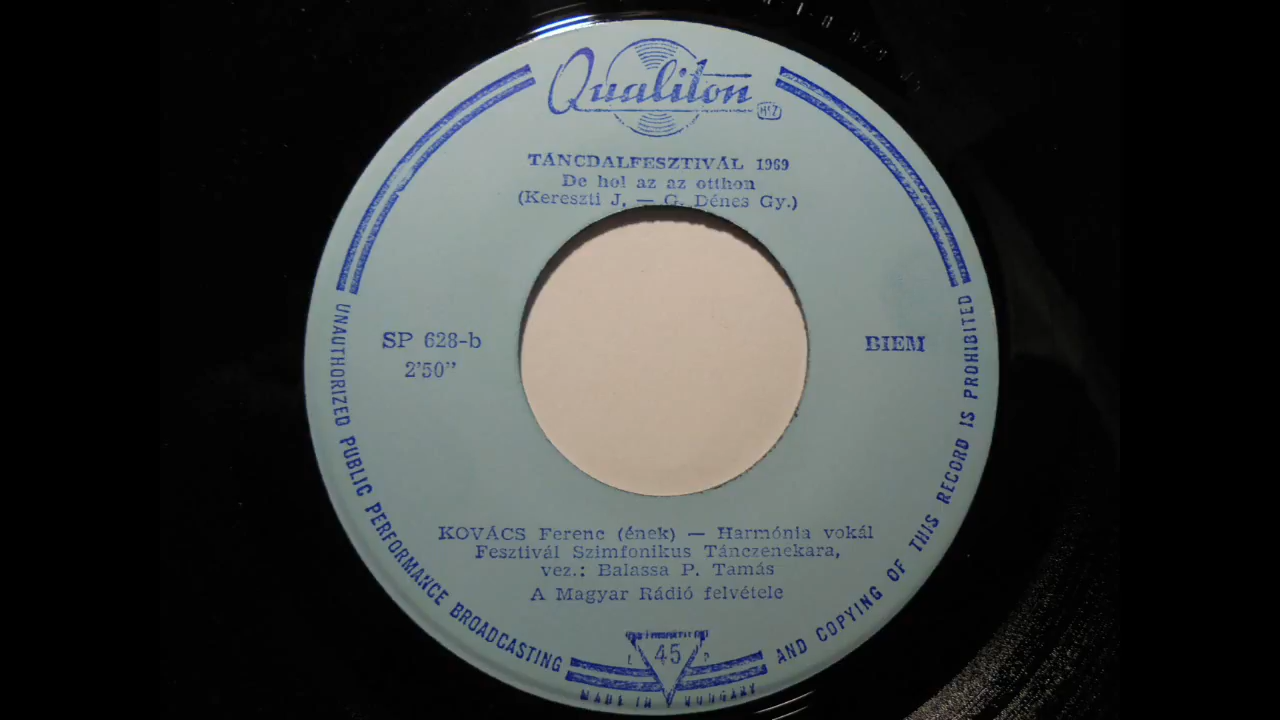 Qualiton
MHV
TÁNCDALFESZTIVÁL 1969
De hol az az otthon
(Kereszti J. — G. Dénes Gy.)
SP 628-b
2'50"
BIEM
KOVÁCS Ferenc (ének) — Harmónia vokál
Fesztivál Szimfonikus Tánczenekara,
vez.: Balassa P. Tamás
A Magyar Rádió felvétele
45
MADE IN HUNGARY
UNAUTHORIZED PUBLIC PERFORMANCE BROADCASTING AND COPYING OF THIS RECORD IS PROHIBITED